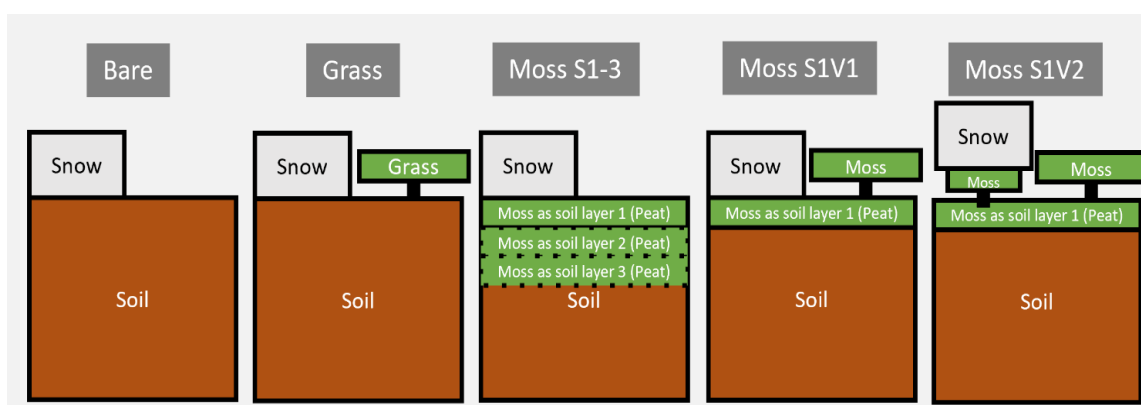 Bare
Grass
Moss S1-3
Moss S1V1
Moss S1V2
Snow
Snow
Grass
Snow
Snow
Moss
Snow
Moss
Moss
Moss as soil layer 1 (Peat)
Moss as soil layer 2 (Peat)
Moss as soil layer 3 (Peat)
Moss as soil layer 1 (Peat)
Moss as soil layer 1 (Peat)
Soil
Soil
Soil
Soil
Soil